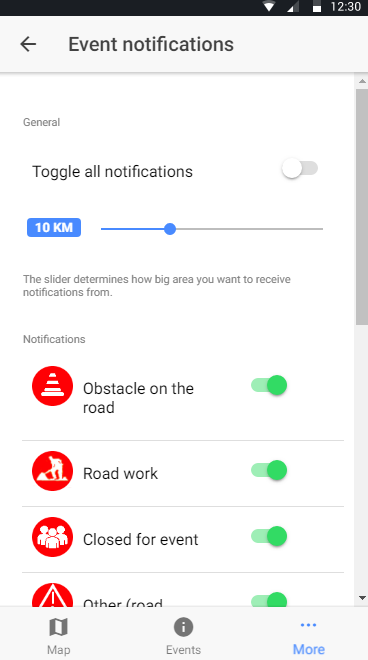 12:30
Event notifications
General
Toggle all notifications
10 KM
The slider determines how big area you want to receive
notifications from.
Notifications
Obstacle on the
road
Road work
Closed for event
Other (road
Map
Events
More